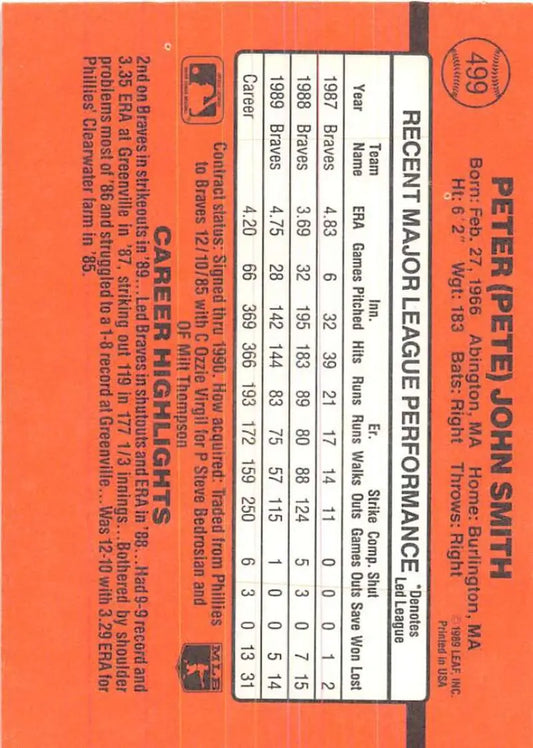 499
PETER (PETE) JOHN SMITH
Born: Feb. 27, 1966 Abington, MA Home: Burlington, MA
Ht: 6' 2" Wgt: 183 Bats: Right Throws: Right
© 1989 LEAF, INC.
Printed in USA
RECENT MAJOR LEAGUE PERFORMANCE
*Denotes
Led League
Inn. Er. Strike Comp. Shut
Year Team Name ERA Games Pitched Hits Runs Runs Walks Outs Games Outs Save Won Lost
1987 Braves 4.83 6 32 39 21 17 14 11 0 0 0 1 2
1988 Braves 3.69 32 195 183 89 80 88 124 5 3 0 7 15
1989 Braves 4.75 28 142 144 83 75 57 115 1 0 0 5 14
Career 4.20 66 369 366 193 172 159 250 6 3 0 13 31
Contract status: Signed thru 1990. How acquired: Traded from Phillies
to Braves 12/10/85 with C Ozzie Virgil for P Steve Bedrosian and
OF Milt Thompson
MLB
CAREER HIGHLIGHTS
2nd on Braves in strikeouts in '89...Led Braves in shutouts and ERA in '88...Had 9-9 record and
3.35 ERA at Greenville in '87, striking out 119 in 177 1/3 innings...Bothered by shoulder
problems most of '86 and struggled to a 1-8 record at Greenville...Was 12-10 with 3.29 ERA for
Phillies' Clearwater farm in '85.